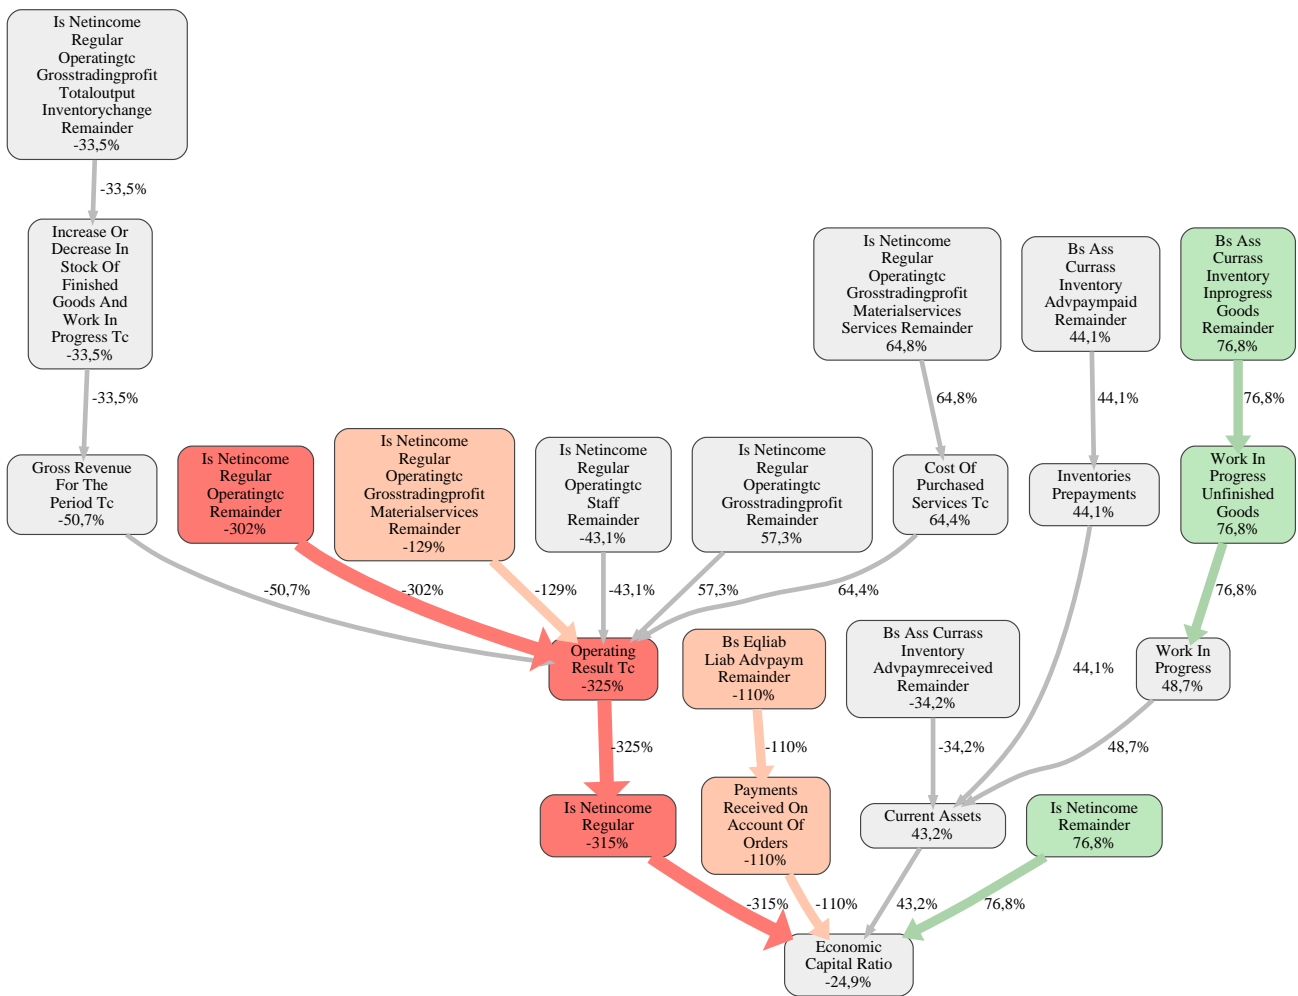 Is Netincome
Regular
Operatingtc
Grosstradingprofit
Totaloutput
Inventorychange
Remainder
-33,5%
-33,5%
Increase Or
Decrease In
Stock Of
Finished
Goods And
Work In
Progress Tc
-33,5%
Is Netincome
Regular
Operatingtc
Grosstradingprofit
Materialservices
Services Remainder
64,8%
Bs Ass
Currass
Inventory
Advpaympaid
Remainder
44,1%
Bs Ass
Currass
Inventory
Inprogress
Goods
Remainder
76,8%
-33,5%
64,8%
44,1%
76,8%
Gross Revenue
For The
Period Tc
-50,7%
Is Netincome
Regular
Operatingtc
Remainder
-302%
Is Netincome
Regular
Operatingtc
Grosstradingprofit
Materialservices
Remainder
-129%
Is Netincome
Regular
Operatingtc
Staff
Remainder
-43,1%
Is Netincome
Regular
Operatingtc
Grosstradingprofit
Remainder
57,3%
Cost Of
Purchased
Services Tc
64,4%
Inventories
Prepayments
44,1%
Work In
Progress
Unfinished
Goods
76,8%
-50,7%
-302%
-129%
-43,1%
57,3%
64,4%
76,8%
Operating
Result Tc
-325%
Bs Eqliab
Liab Advpaym
Remainder
-110%
Bs Ass Currass
Inventory
Advpaymreceived
Remainder
-34,2%
44,1%
Work In
Progress
48,7%
-325%
-110%
-34,2%
48,7%
Is Netincome
Regular
-315%
Payments
Received On
Account Of
Orders
-110%
Current Assets
43,2%
Is Netincome
Remainder
76,8%
-315%
-110%
43,2%
76,8%
Economic
Capital Ratio
-24,9%